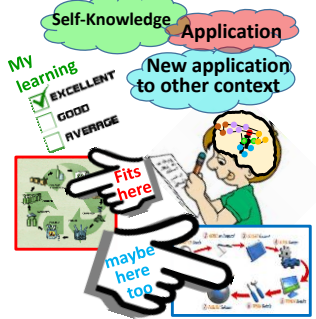 Self-Knowledge
Application
My
learning
New application
to other context
EXCELLENT
GOOD
AVERAGE
Fits
here
maybe
here
too